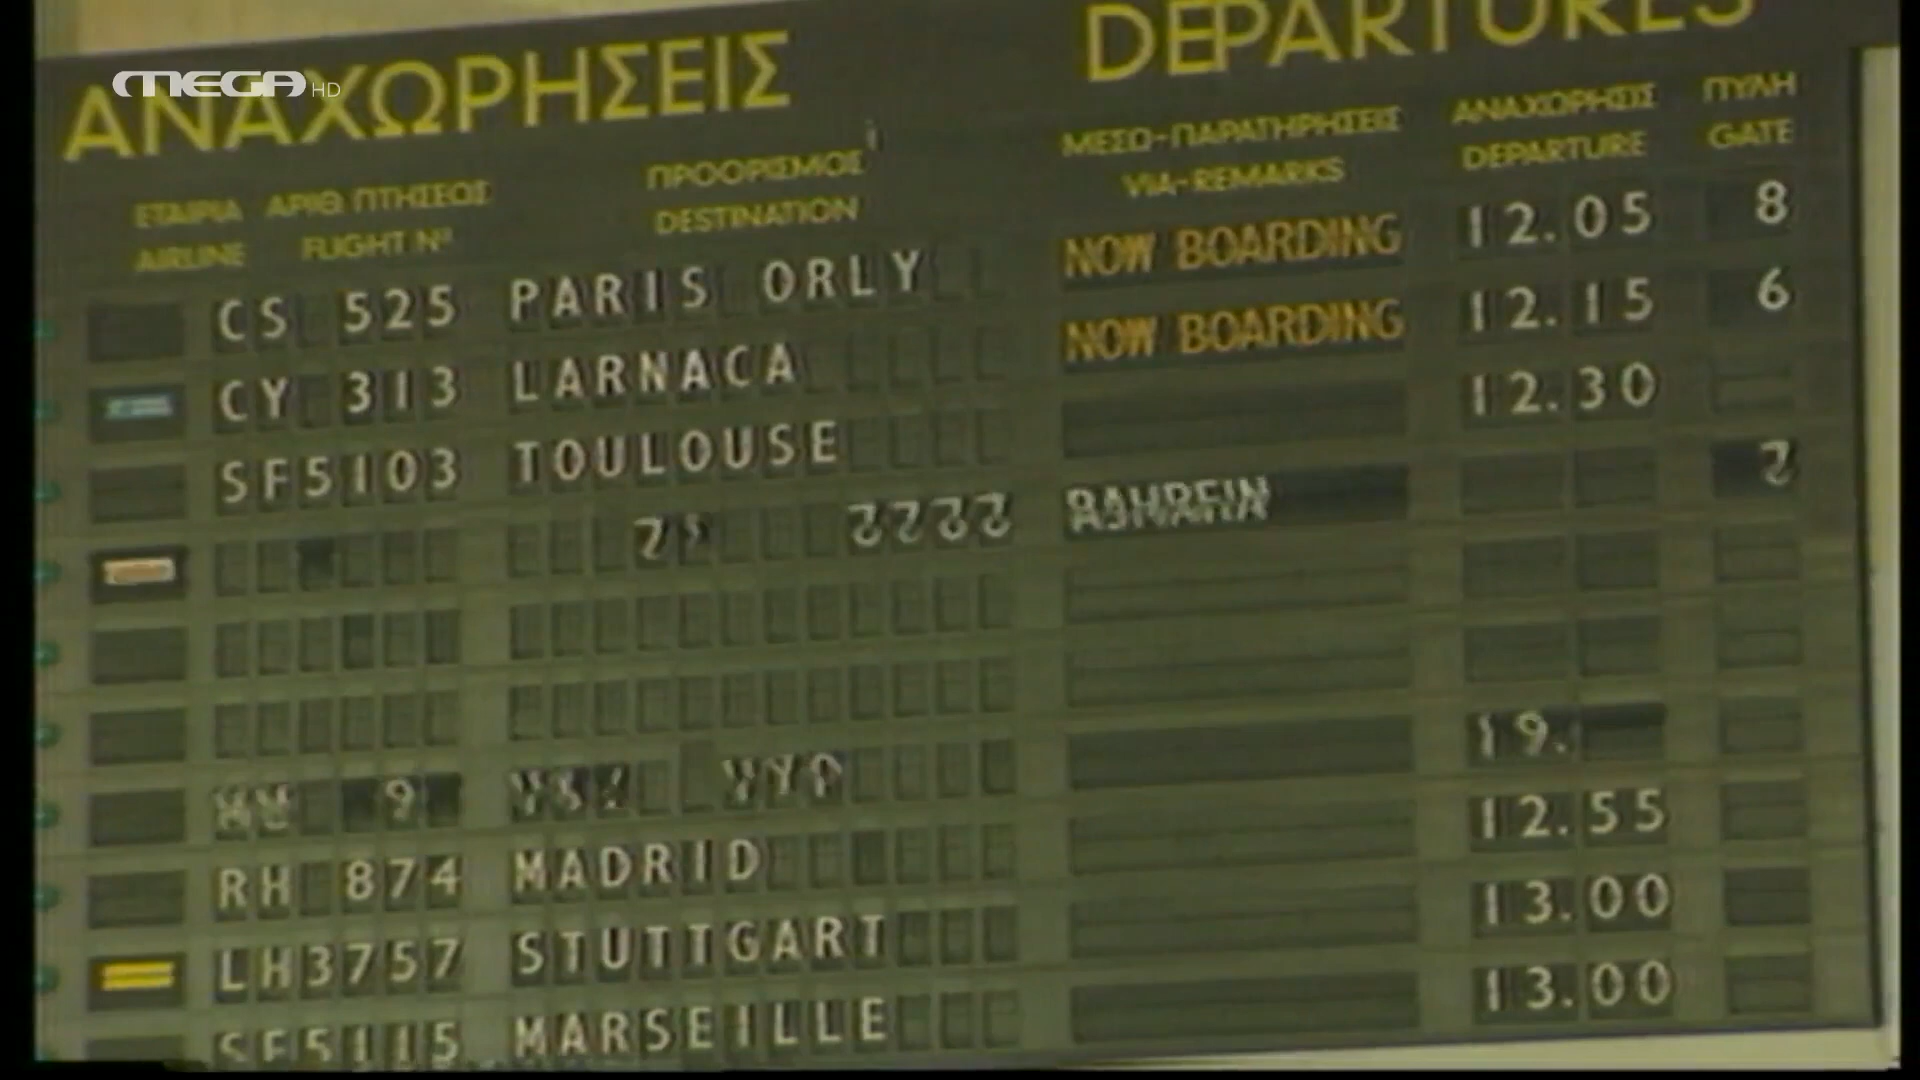 MEGA HD
ΑΝΑΧΩΡΗΣΕΙΣ DEPARTURES
ΕΤΑΙΡΙΑ ΑΡΙΘ ΠΤΗΣΕΩΣ ΠΡΟΟΡΙΣΜΟΣ ΜΕΣΩ-ΠΑΡΑΤΗΡΗΣΕΙΣ ΑΝΑΧΩΡΗΣΙΣ ΠΥΛΗ
AIRLINE FLIGHT Nº DESTINATION VIA-REMARKS DEPARTURE GATE
CS 525 PARIS ORLY NOW BOARDING 12.05 8
CY 313 LARNACA NOW BOARDING 12.15 6
SF5103 TOULOUSE 12.30
19.
RH 874 MADRID 12.55
LH3757 STUTTGART 13.00
SF5115 MARSEILLE 13.00